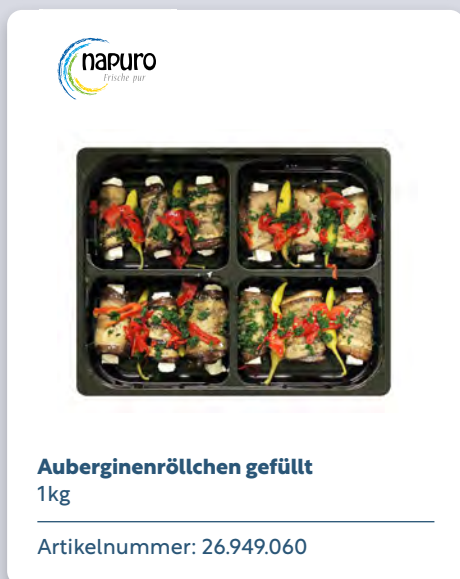 napuro
Frische pur
Auberginenröllchen gefüllt
1kg
Artikelnummer: 26.949.060